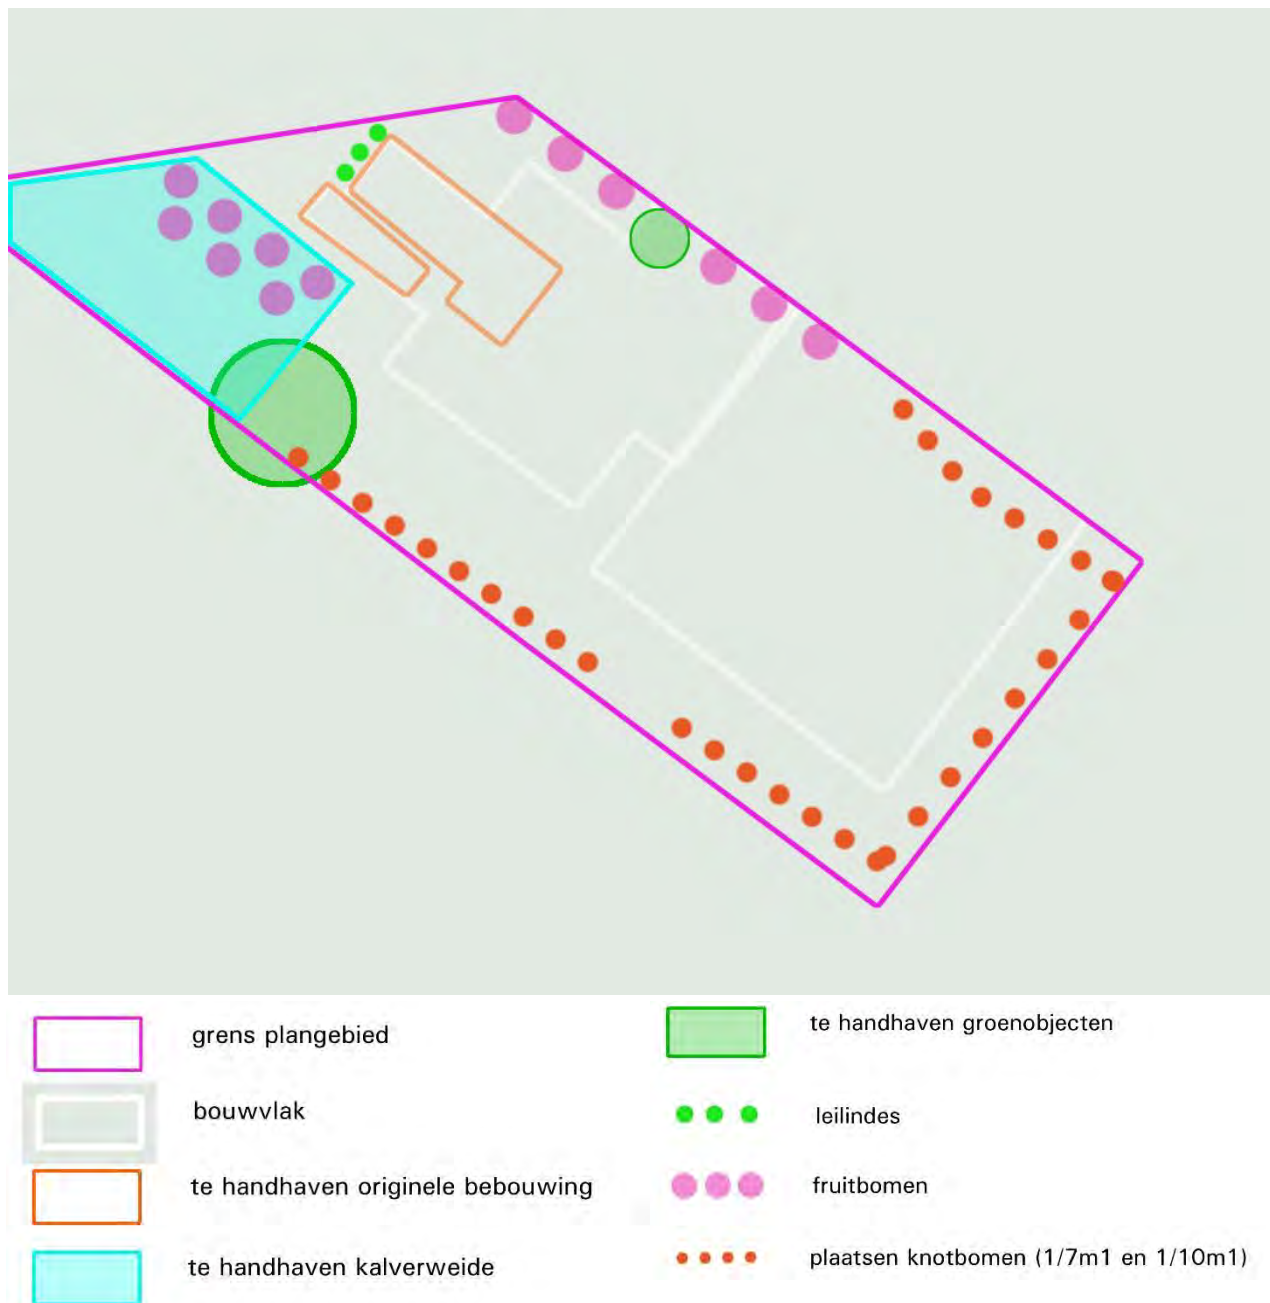 grens plangebied
bouwvlak
te handhaven originele bebouwing
te handhaven kalverweide
te handhaven groenobjecten
leilindes
fruitbomen
plaatsen knotbomen (1/7m1 en 1/10m1)